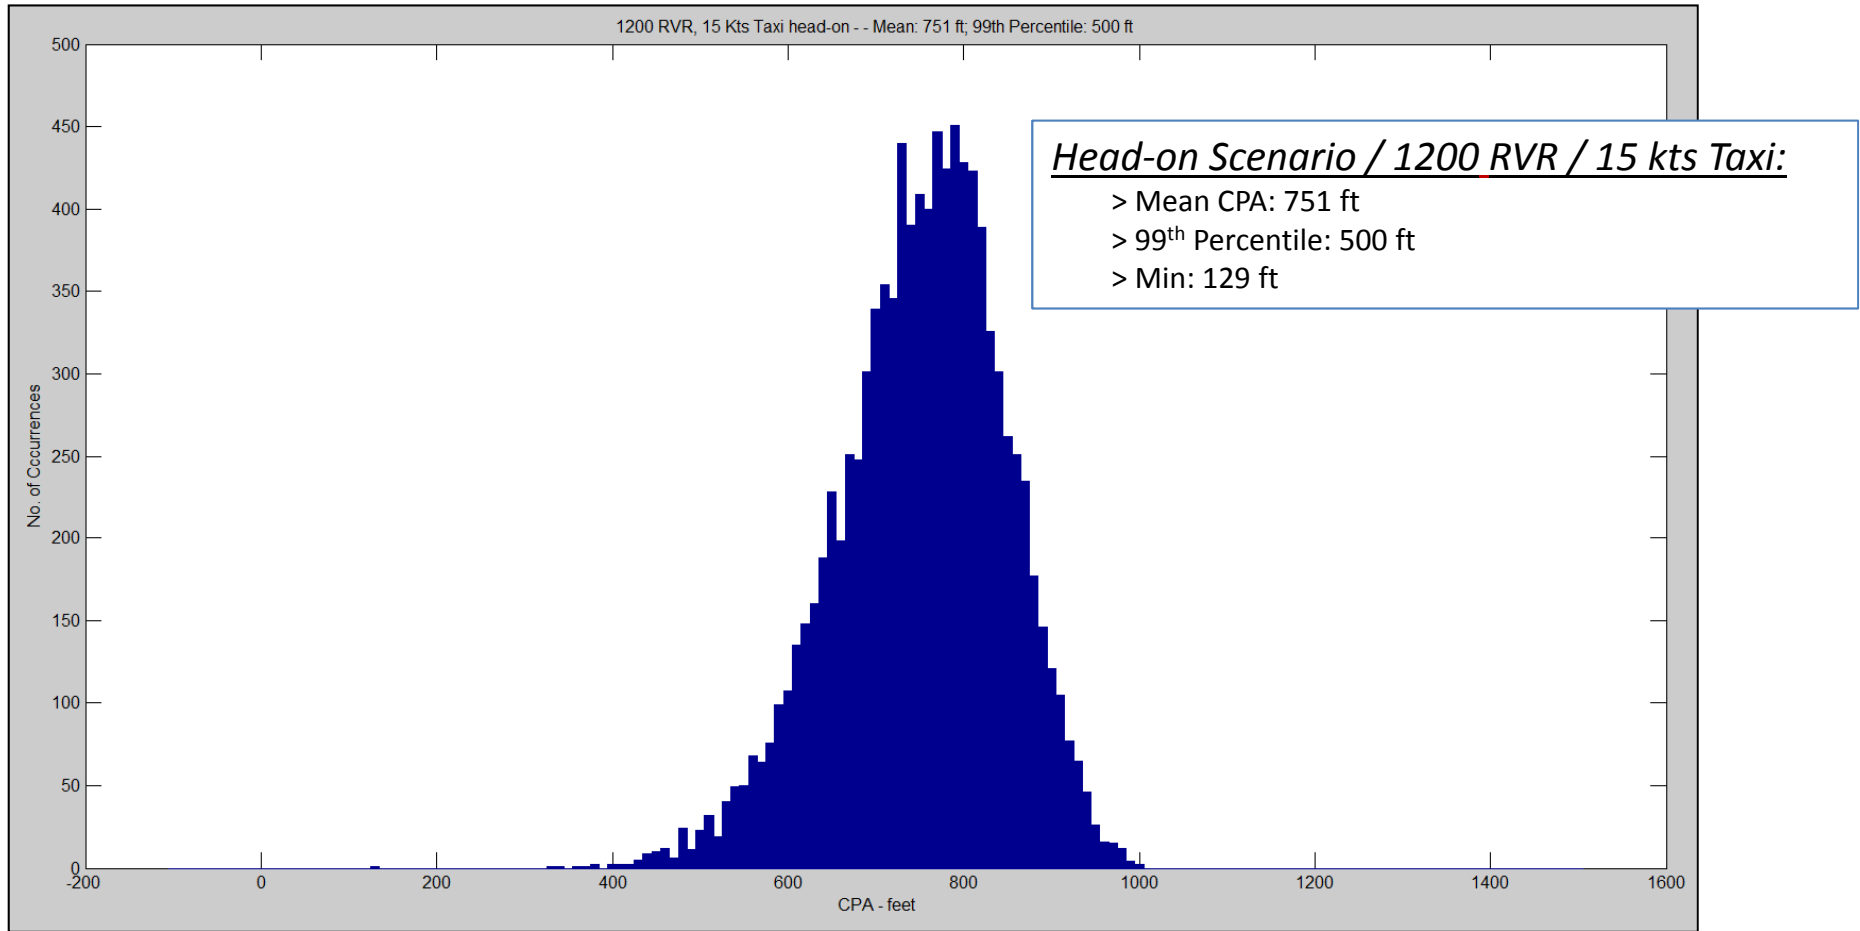 1200 RVR, 15 Kts Taxi head-on - - Mean: 751 ft; 99th Percentile: 500 ft
500
450
400
350
300
250
200
150
100
50
0
No. of Occurrences
Head-on Scenario / 1200 RVR / 15 kts Taxi:
> Mean CPA: 751 ft
> 99th Percentile: 500 ft
> Min: 129 ft
-200 0 200 400 600 800 1000 1200 1400 1600
CPA - feet